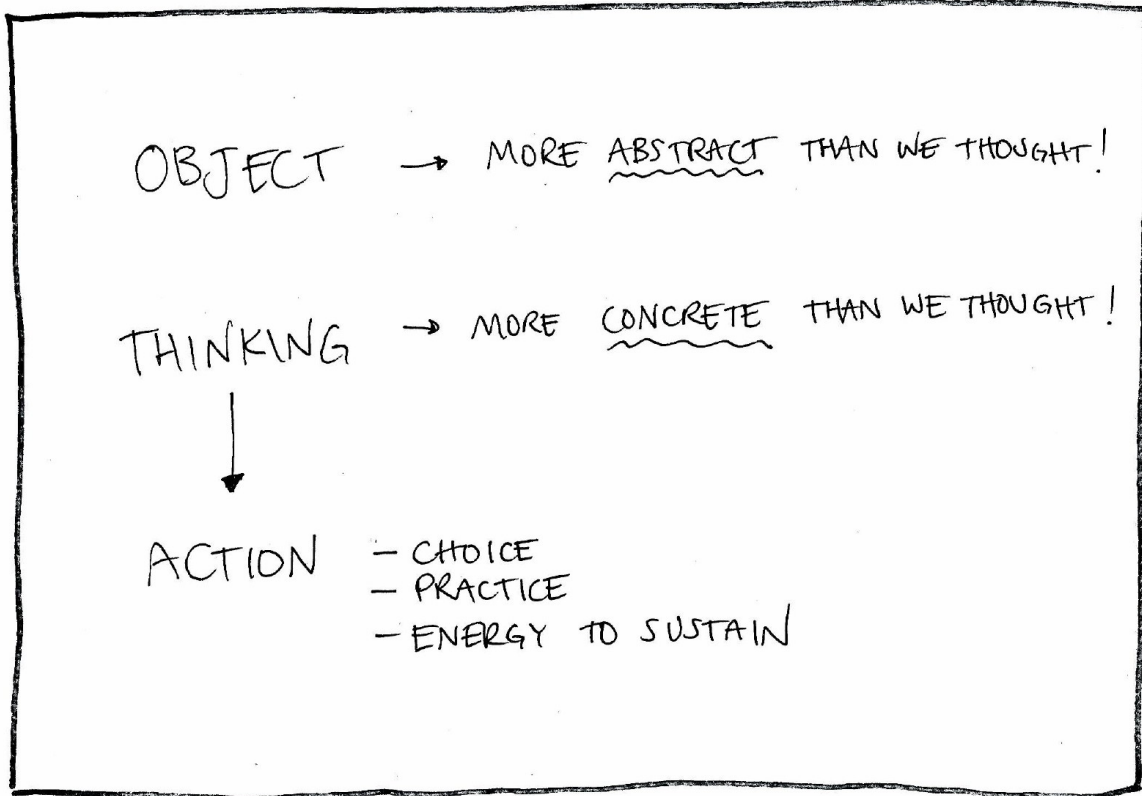 OBJECT → MORE ABSTRACT THAN WE THOUGHT!
THINKING → MORE CONCRETE THAN WE THOUGHT!
ACTION – CHOICE
– PRACTICE
– ENERGY TO SUSTAIN